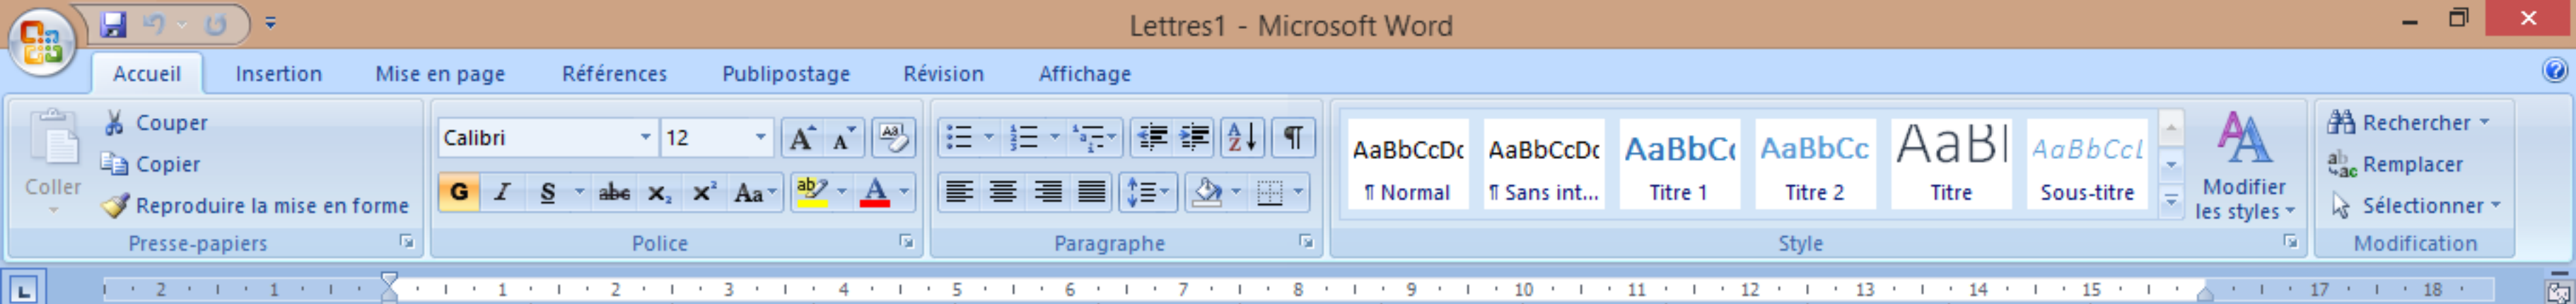 Lettres1 - Microsoft Word
Accueil Insertion Mise en page Références Publipostage Révision Affichage
Coller
Couper
Copier
Reproduire la mise en forme
Presse-papiers
Calibri 12
G I S abc x₂ x² Aa ab A
Police
Paragraphe
AaBbCcDc AaBbCcDc AaBbCc AaBbCc AaBl AaBbCcL
¶ Normal ¶ Sans int... Titre 1 Titre 2 Titre Sous-titre
Modifier
les styles
Style
Rechercher
Remplacer
Sélectionner
Modification
2 1 1 2 3 4 5 6 7 8 9 10 11 12 13 14 15 17 18